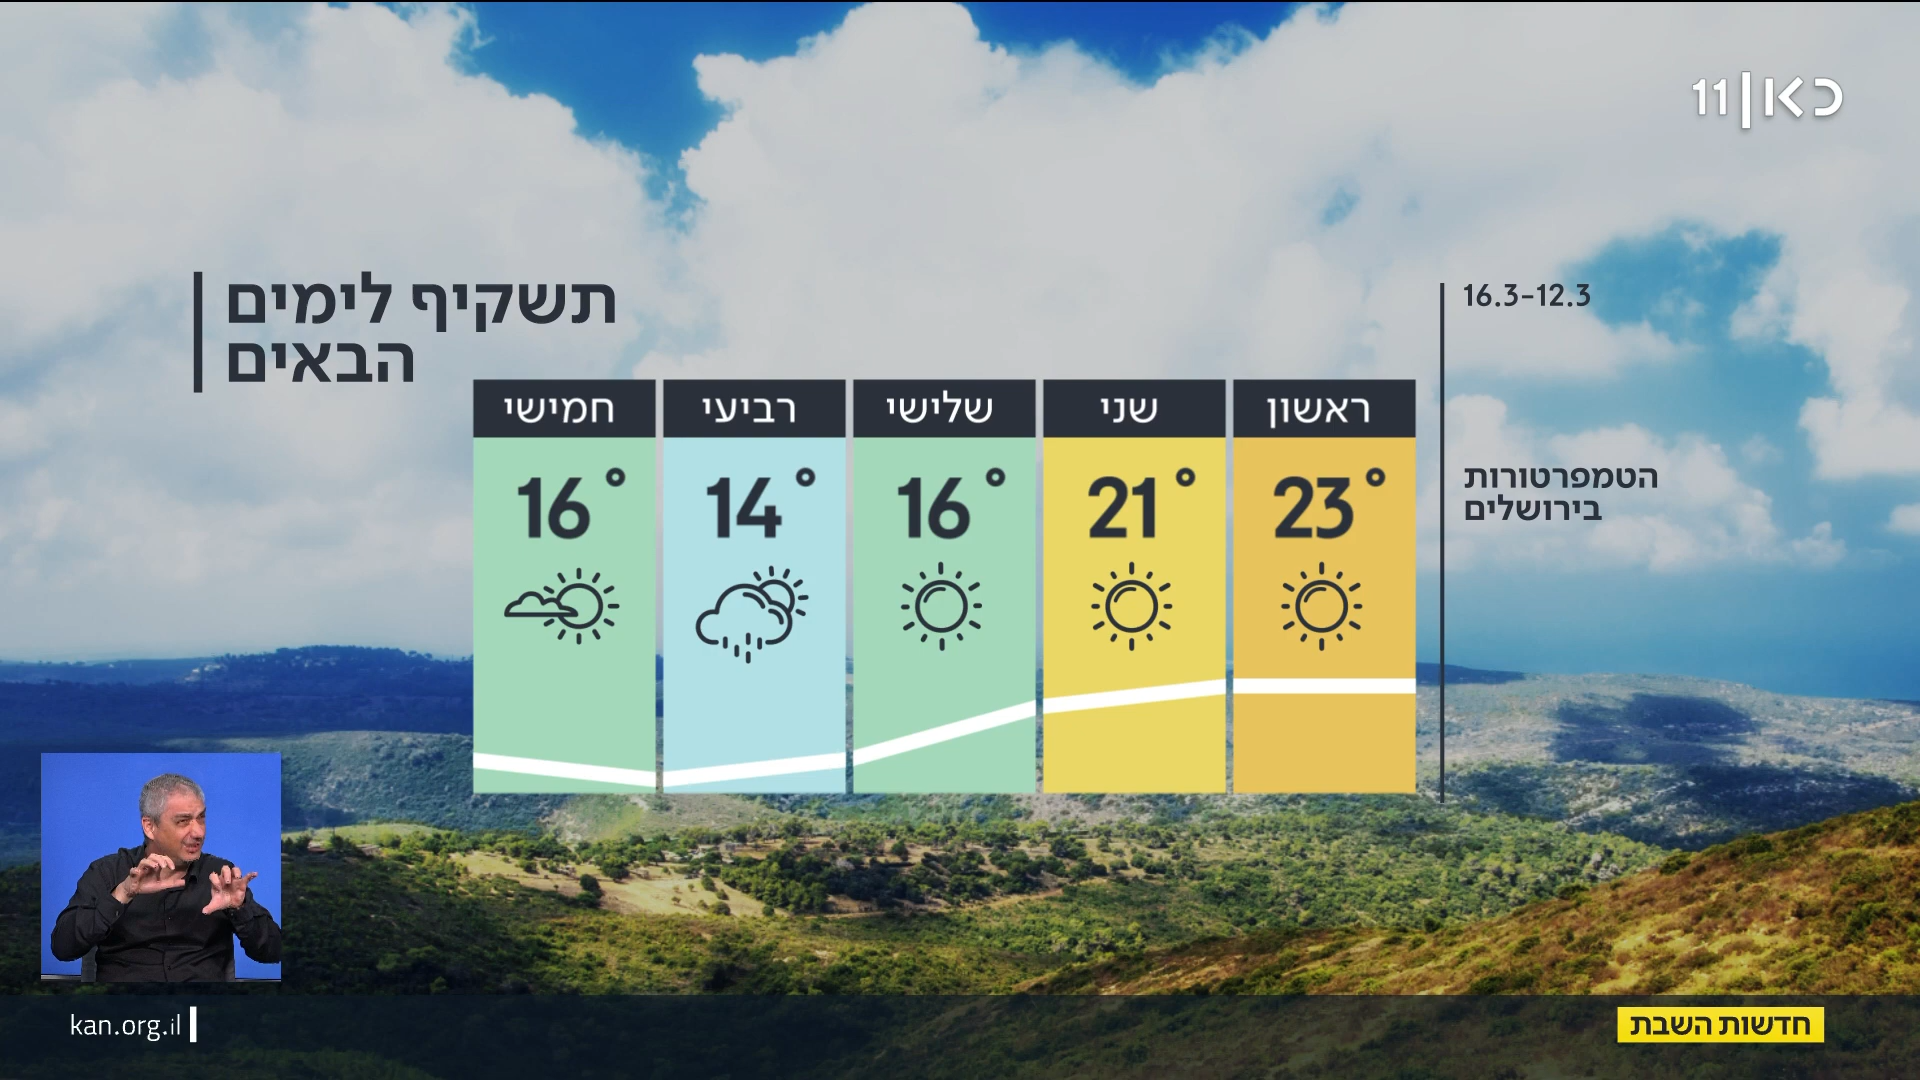 כאן 11
תשקיף לימים
הבאים
16.3-12.3
הטמפרטורות
בירושלים
ראשון
23°
שני
21°
שלישי
16°
רביעי
14°
חמישי
16°
חדשות השבת
kan.org.il